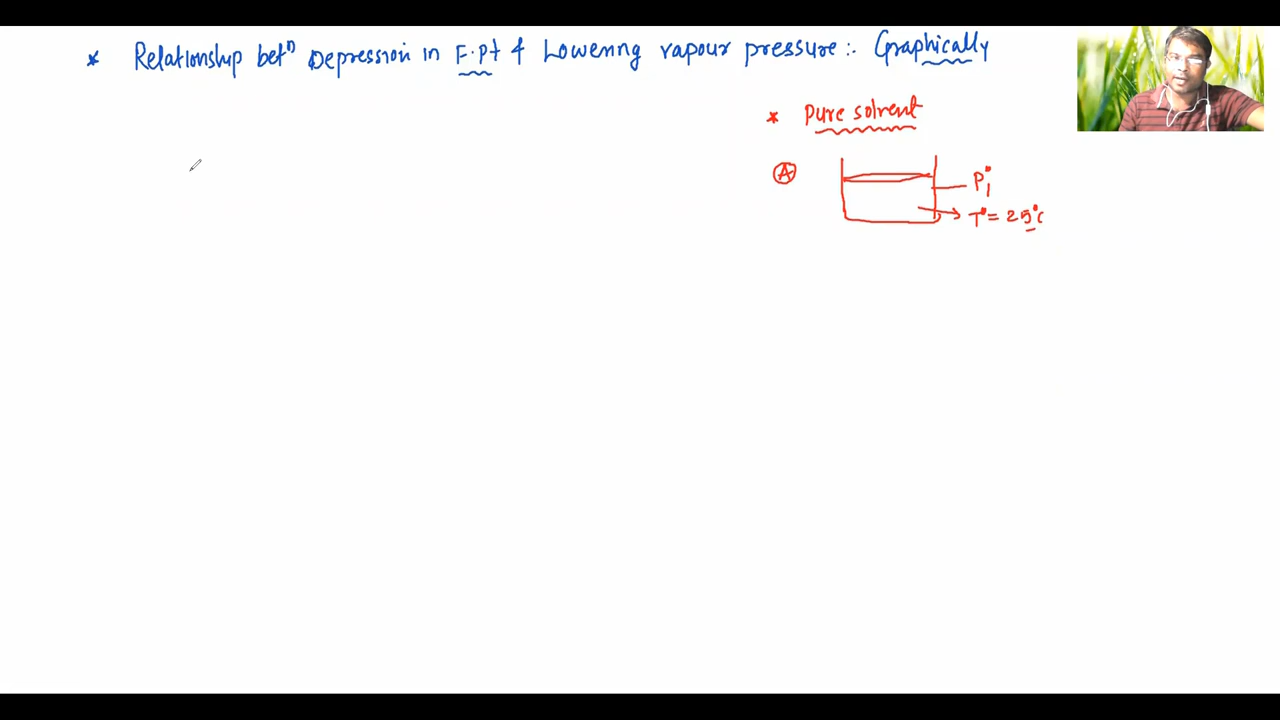 * Relationship betⁿ Depression in F.Pt & Lowering vapour pressure :- Graphically
* Pure solvent
A P₁°
T° = 25°C